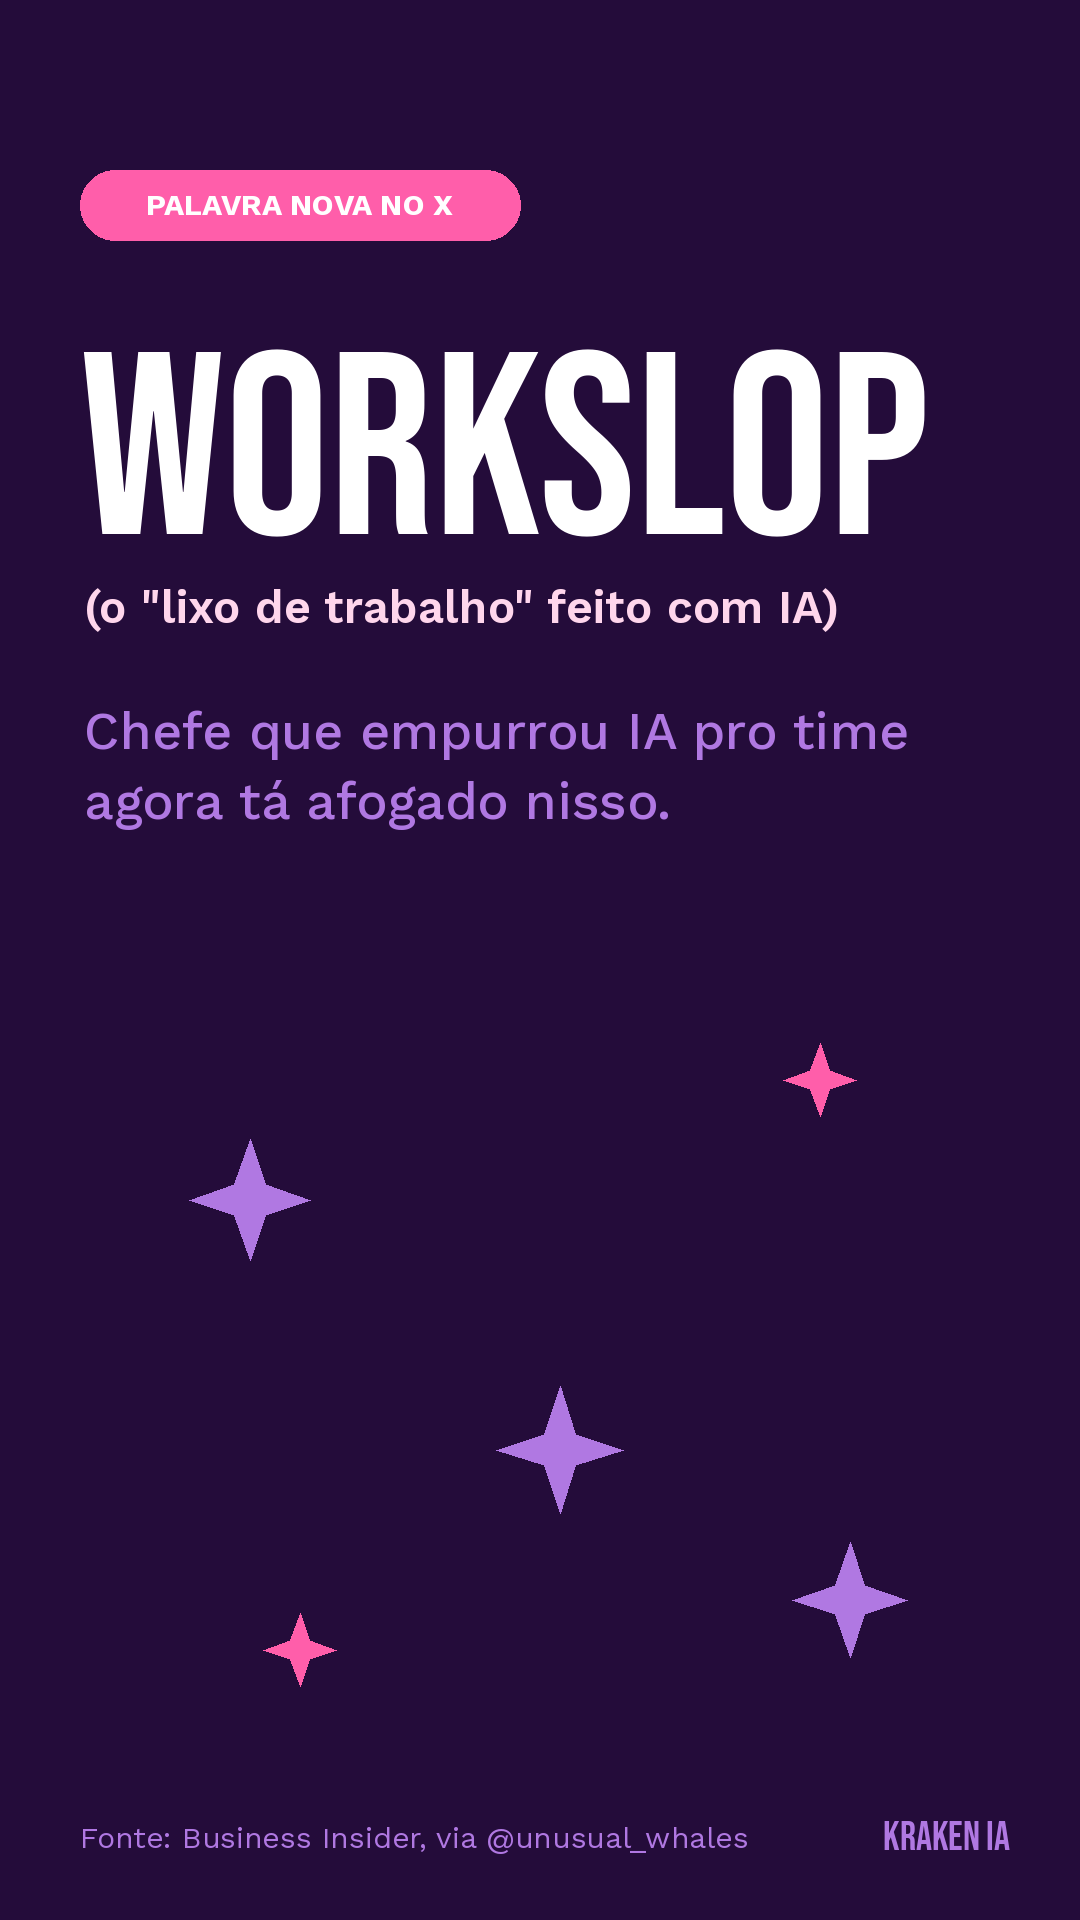 PALAVRA NOVA NO X
WORKSLOP
(o "lixo de trabalho" feito com IA)
Chefe que empurrou IA pro time
agora tá afogado nisso.
Fonte: Business Insider, via @unusual_whales
KRAKEN IA